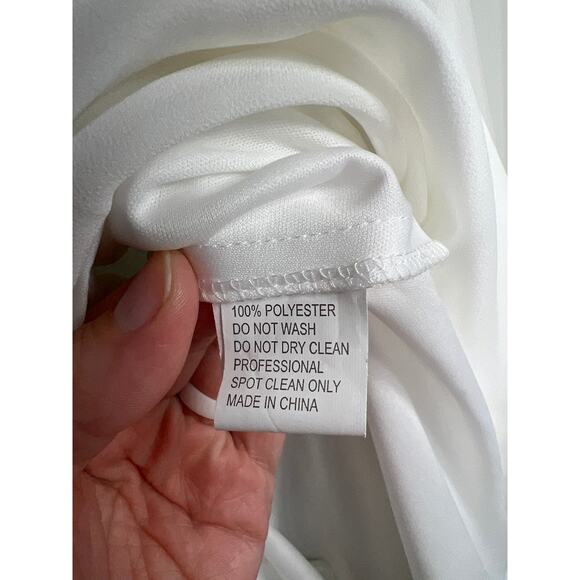 100% POLYESTER
DO NOT WASH
DO NOT DRY CLEAN
PROFESSIONAL
SPOT CLEAN ONLY
MADE IN CHINA